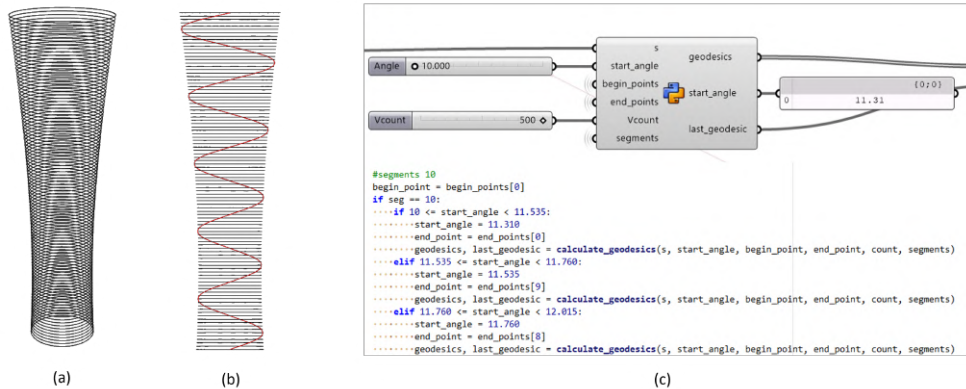 s
geodesics
Angle 10.000
start_angle
begin_points
start_angle
{0;0}
0 11.31
end_points
Vcount 500
Vcount
last_geodesic
segments
#segments 10
begin_point = begin_points[0]
if seg == 10:
····if 10 <= start_angle < 11.535:
········start_angle = 11.310
········end_point = end_points[0]
········geodesics, last_geodesic = calculate_geodesics(s, start_angle, begin_point, end_point, count, segments)
····elif 11.535 <= start_angle < 11.760:
········start_angle = 11.535
········end_point = end_points[9]
········geodesics, last_geodesic = calculate_geodesics(s, start_angle, begin_point, end_point, count, segments)
····elif 11.760 <= start_angle < 12.015:
········start_angle = 11.760
········end_point = end_points[8]
········geodesics, last_geodesic = calculate_geodesics(s, start_angle, begin_point, end_point, count, segments)
(a)
(b)
(c)